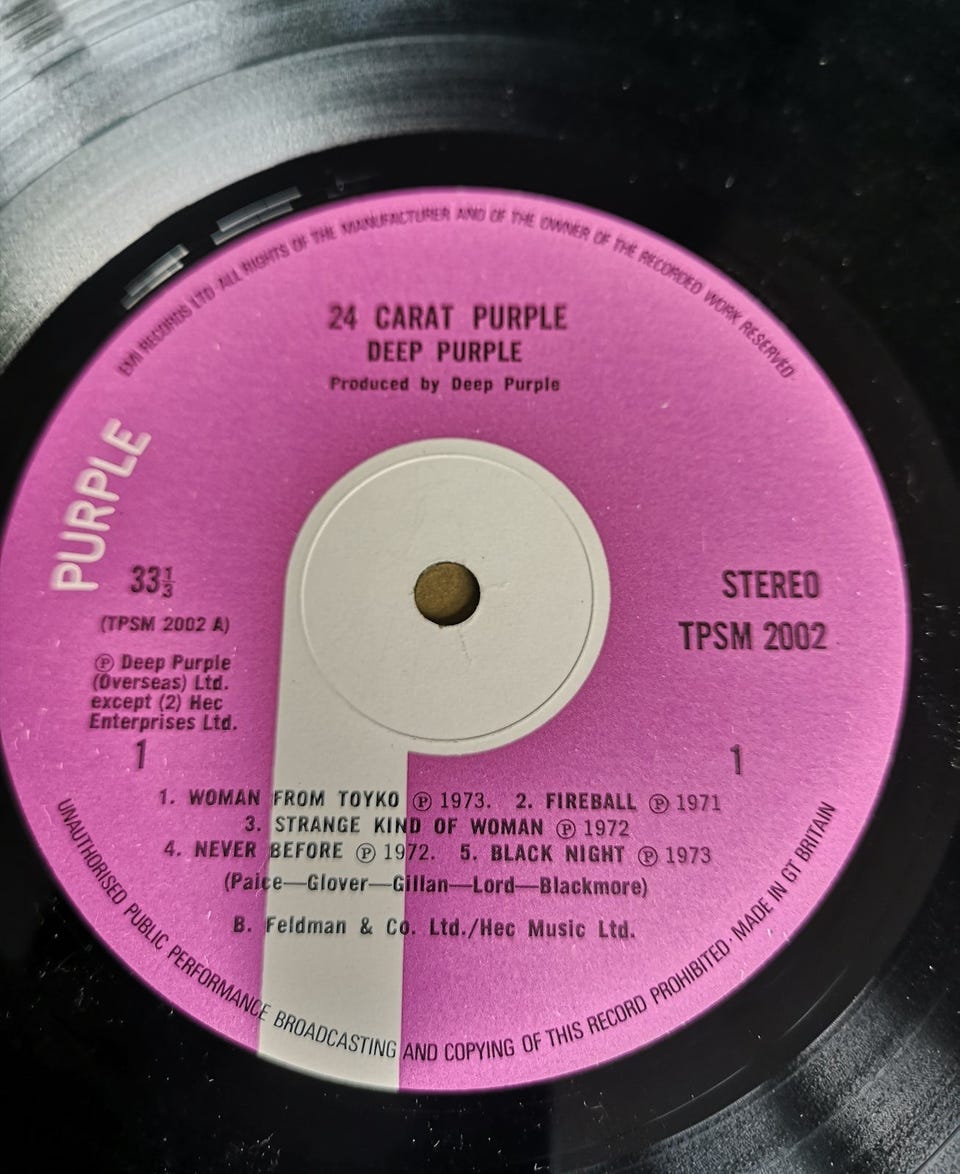 EMI RECORDS LTD · ALL RIGHTS OF THE MANUFACTURER AND OF THE OWNER OF THE RECORDED WORK RESERVED
24 CARAT PURPLE
DEEP PURPLE
Produced by Deep Purple
PURPLE
33⅓
(TPSM 2002 A)
℗ Deep Purple
(Overseas) Ltd.
except (2) Hec
Enterprises Ltd.
1
STEREO
TPSM 2002
1
1. WOMAN FROM TOYKO ℗ 1973. 2. FIREBALL ℗ 1971
3. STRANGE KIND OF WOMAN ℗ 1972
4. NEVER BEFORE ℗ 1972. 5. BLACK NIGHT ℗ 1973
(Paice—Glover—Gillan—Lord—Blackmore)
B. Feldman & Co. Ltd./Hec Music Ltd.
UNAUTHORISED PUBLIC PERFORMANCE BROADCASTING AND COPYING OF THIS RECORD PROHIBITED · MADE IN GT BRITAIN